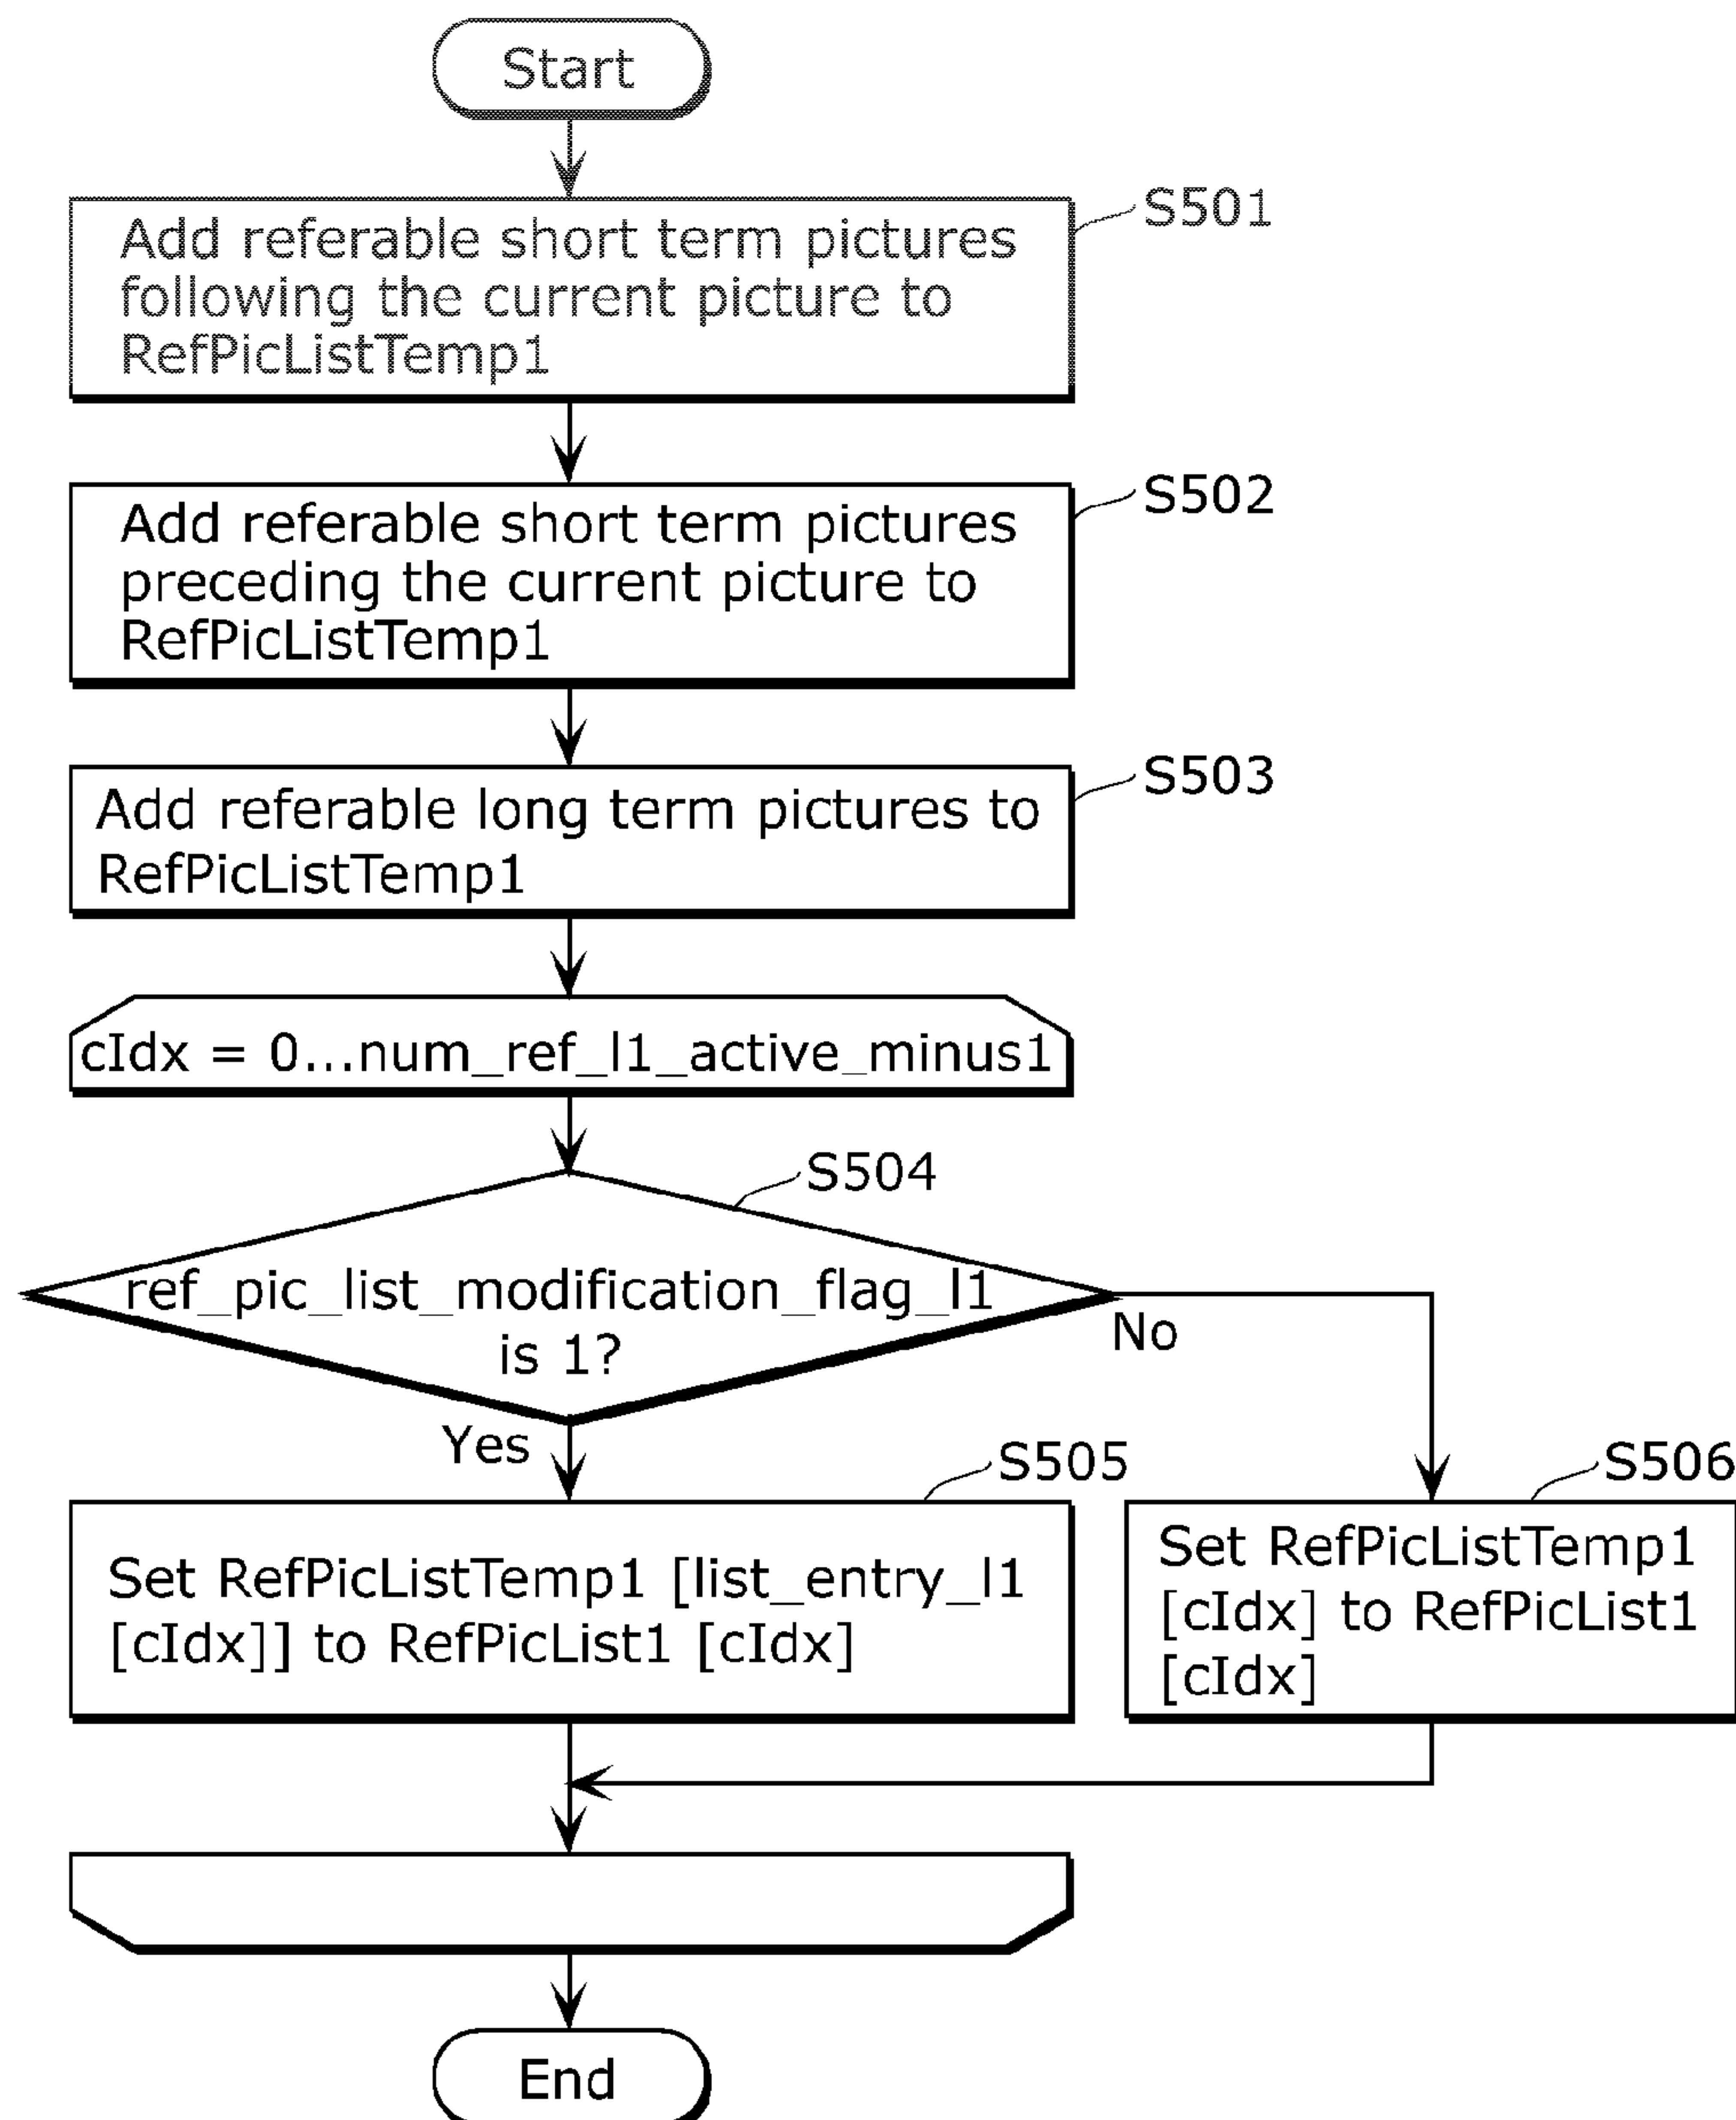 Start
S501
Add referable short term pictures
following the current picture to
RefPicListTemp1
S502
Add referable short term pictures
preceding the current picture to
RefPicListTemp1
S503
Add referable long term pictures to
RefPicListTemp1
cIdx = 0...num_ref_l1_active_minus1
S504
ref_pic_list_modification_flag_l1
is 1?
No
Yes
S505
Set RefPicListTemp1 [list_entry_l1
[cIdx]] to RefPicList1 [cIdx]
S506
Set RefPicListTemp1
[cIdx] to RefPicList1
[cIdx]
End